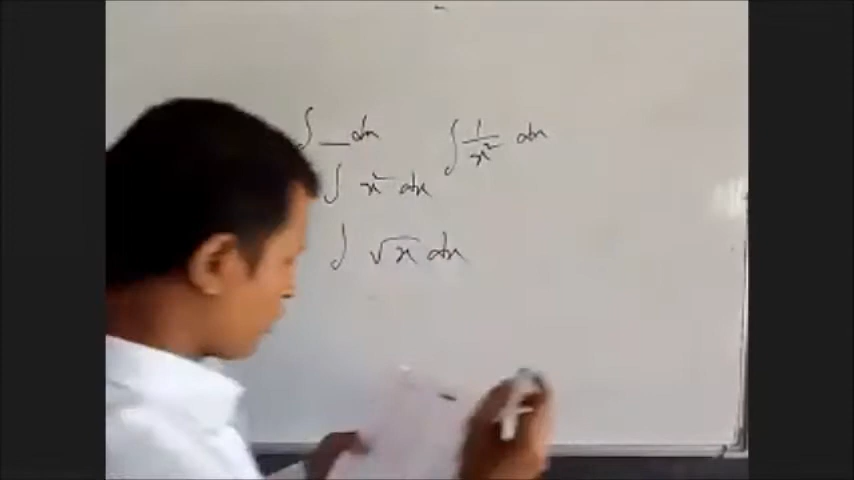 ∫ __ dx
∫ 1/x² dx
∫ x² dx
∫ √x dx